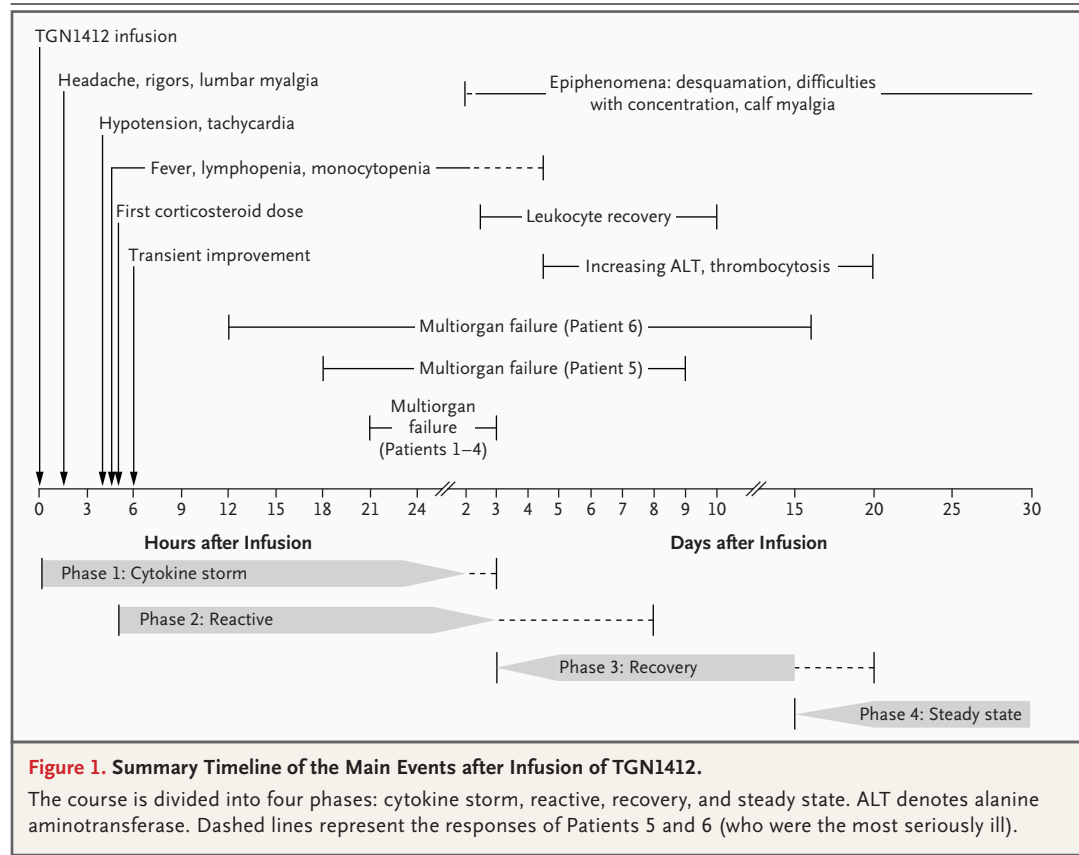 TGN1412 infusion
Headache, rigors, lumbar myalgia
Epiphenomena: desquamation, difficulties
with concentration, calf myalgia
Hypotension, tachycardia
Fever, lymphopenia, monocytopenia
First corticosteroid dose
Leukocyte recovery
Transient improvement
Increasing ALT, thrombocytosis
Multiorgan failure (Patient 6)
Multiorgan failure (Patient 5)
Multiorgan
failure
(Patients 1–4)
0 3 6 9 12 15 18 21 24 2 3 4 5 6 7 8 9 10 15 20 25 30
Hours after Infusion Days after Infusion
Phase 1: Cytokine storm
Phase 2: Reactive
Phase 3: Recovery
Phase 4: Steady state
Figure 1. Summary Timeline of the Main Events after Infusion of TGN1412.
The course is divided into four phases: cytokine storm, reactive, recovery, and steady state. ALT denotes alanine
aminotransferase. Dashed lines represent the responses of Patients 5 and 6 (who were the most seriously ill).